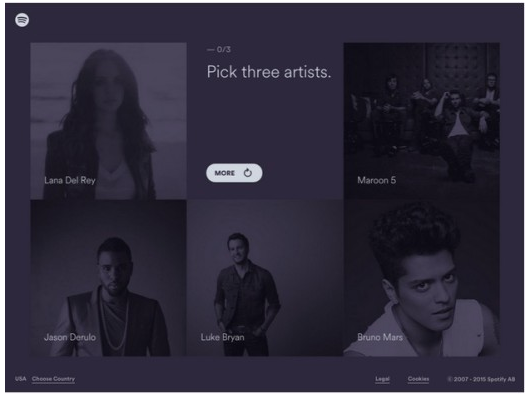 — 0/3
Pick three artists.
MORE
Lana Del Rey
Maroon 5
Jason Derulo
Luke Bryan
Bruno Mars
USA Choose Country
Legal Cookies © 2007 - 2015 Spotify AB